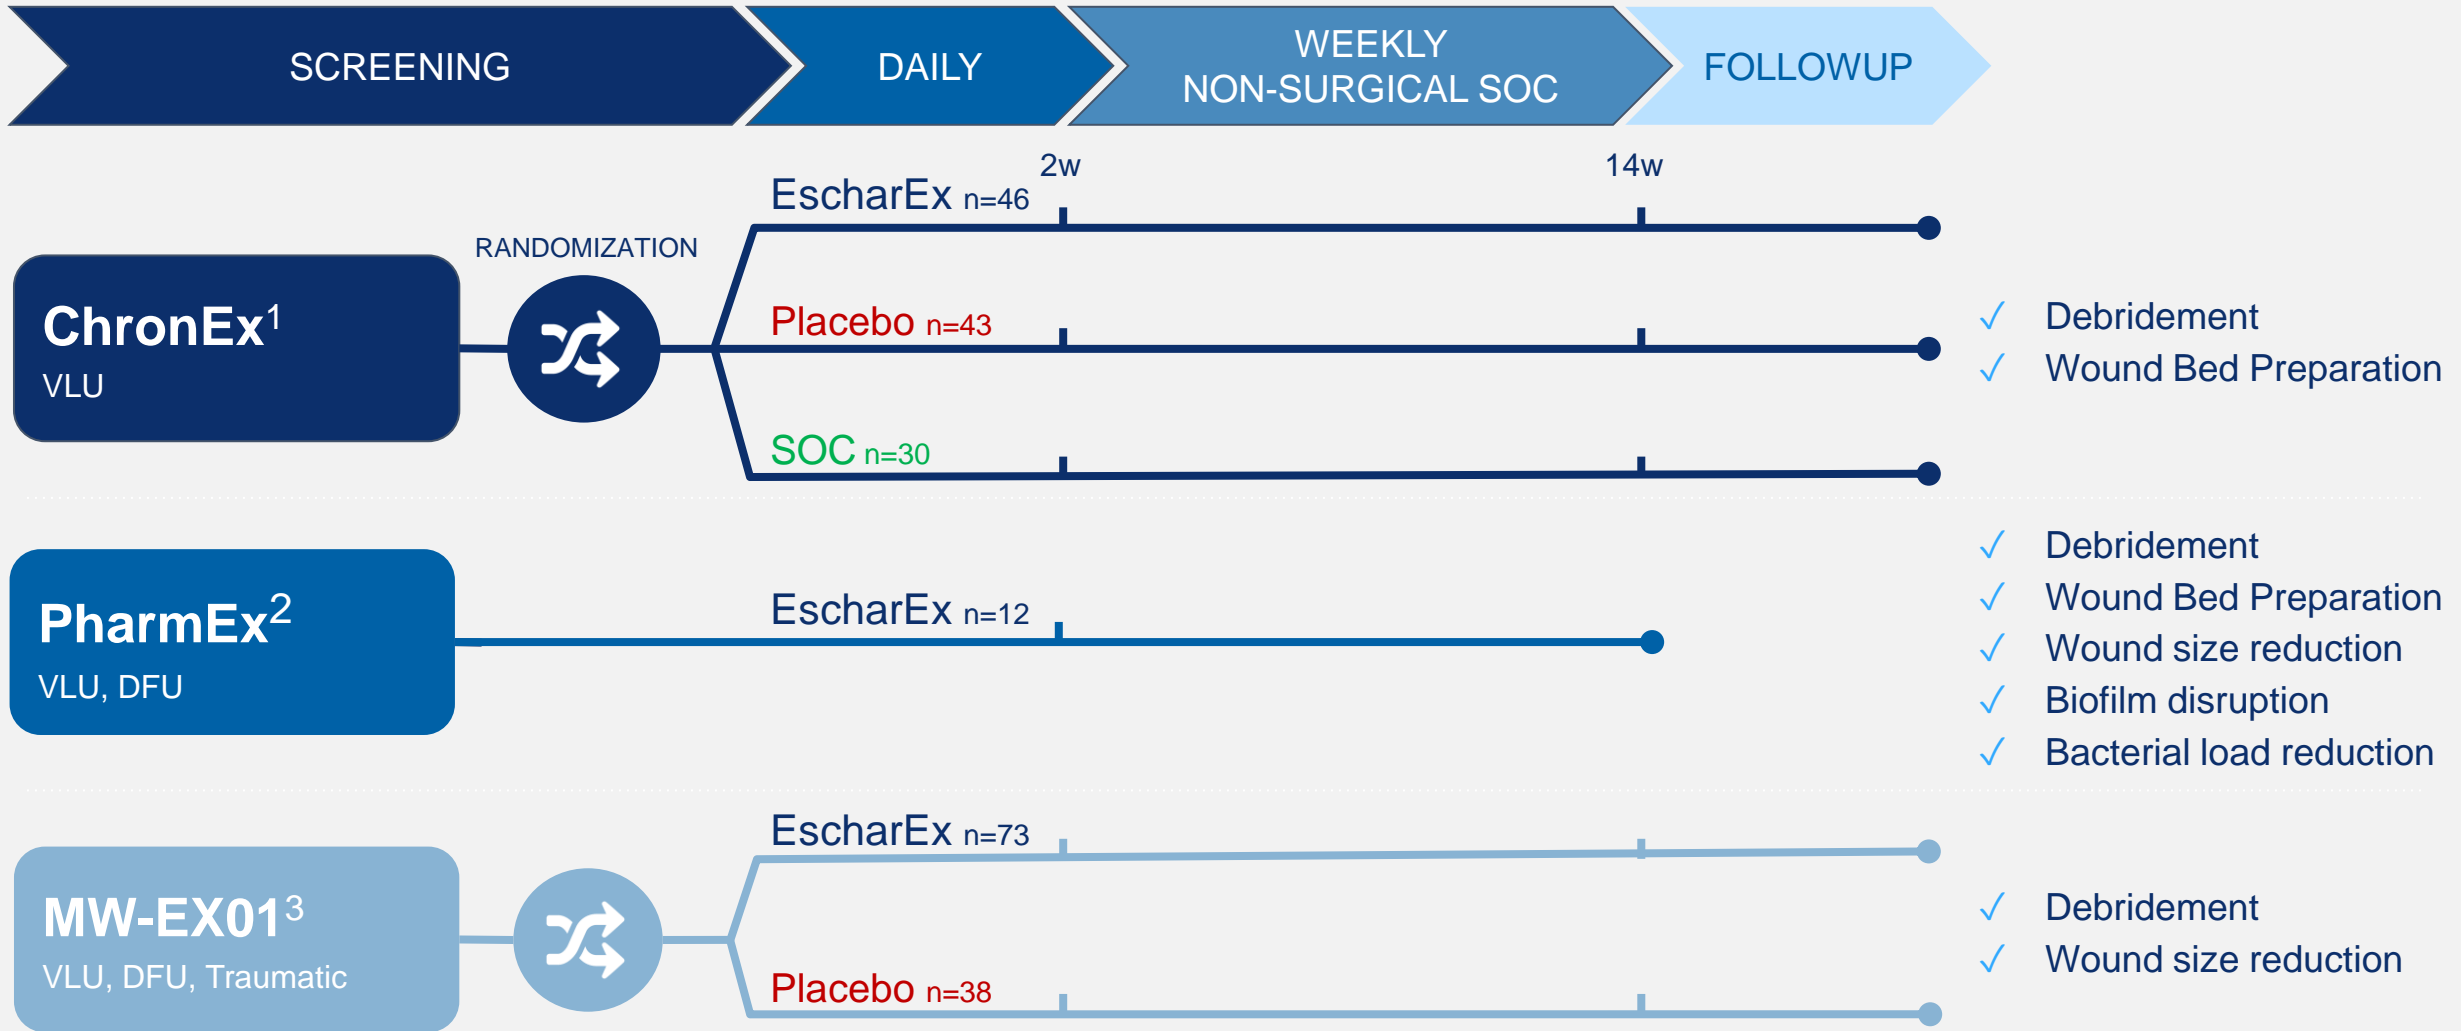 SCREENING
DAILY
WEEKLY
NON-SURGICAL SOC
FOLLOWUP
2w
14w
EscharEx n=46
RANDOMIZATION
ChronEx¹
VLU
Placebo n=43
SOC n=30
✓ Debridement
✓ Wound Bed Preparation
PharmEx²
VLU, DFU
EscharEx n=12
✓ Debridement
✓ Wound Bed Preparation
✓ Wound size reduction
✓ Biofilm disruption
✓ Bacterial load reduction
MW-EX01³
VLU, DFU, Traumatic
EscharEx n=73
Placebo n=38
✓ Debridement
✓ Wound size reduction